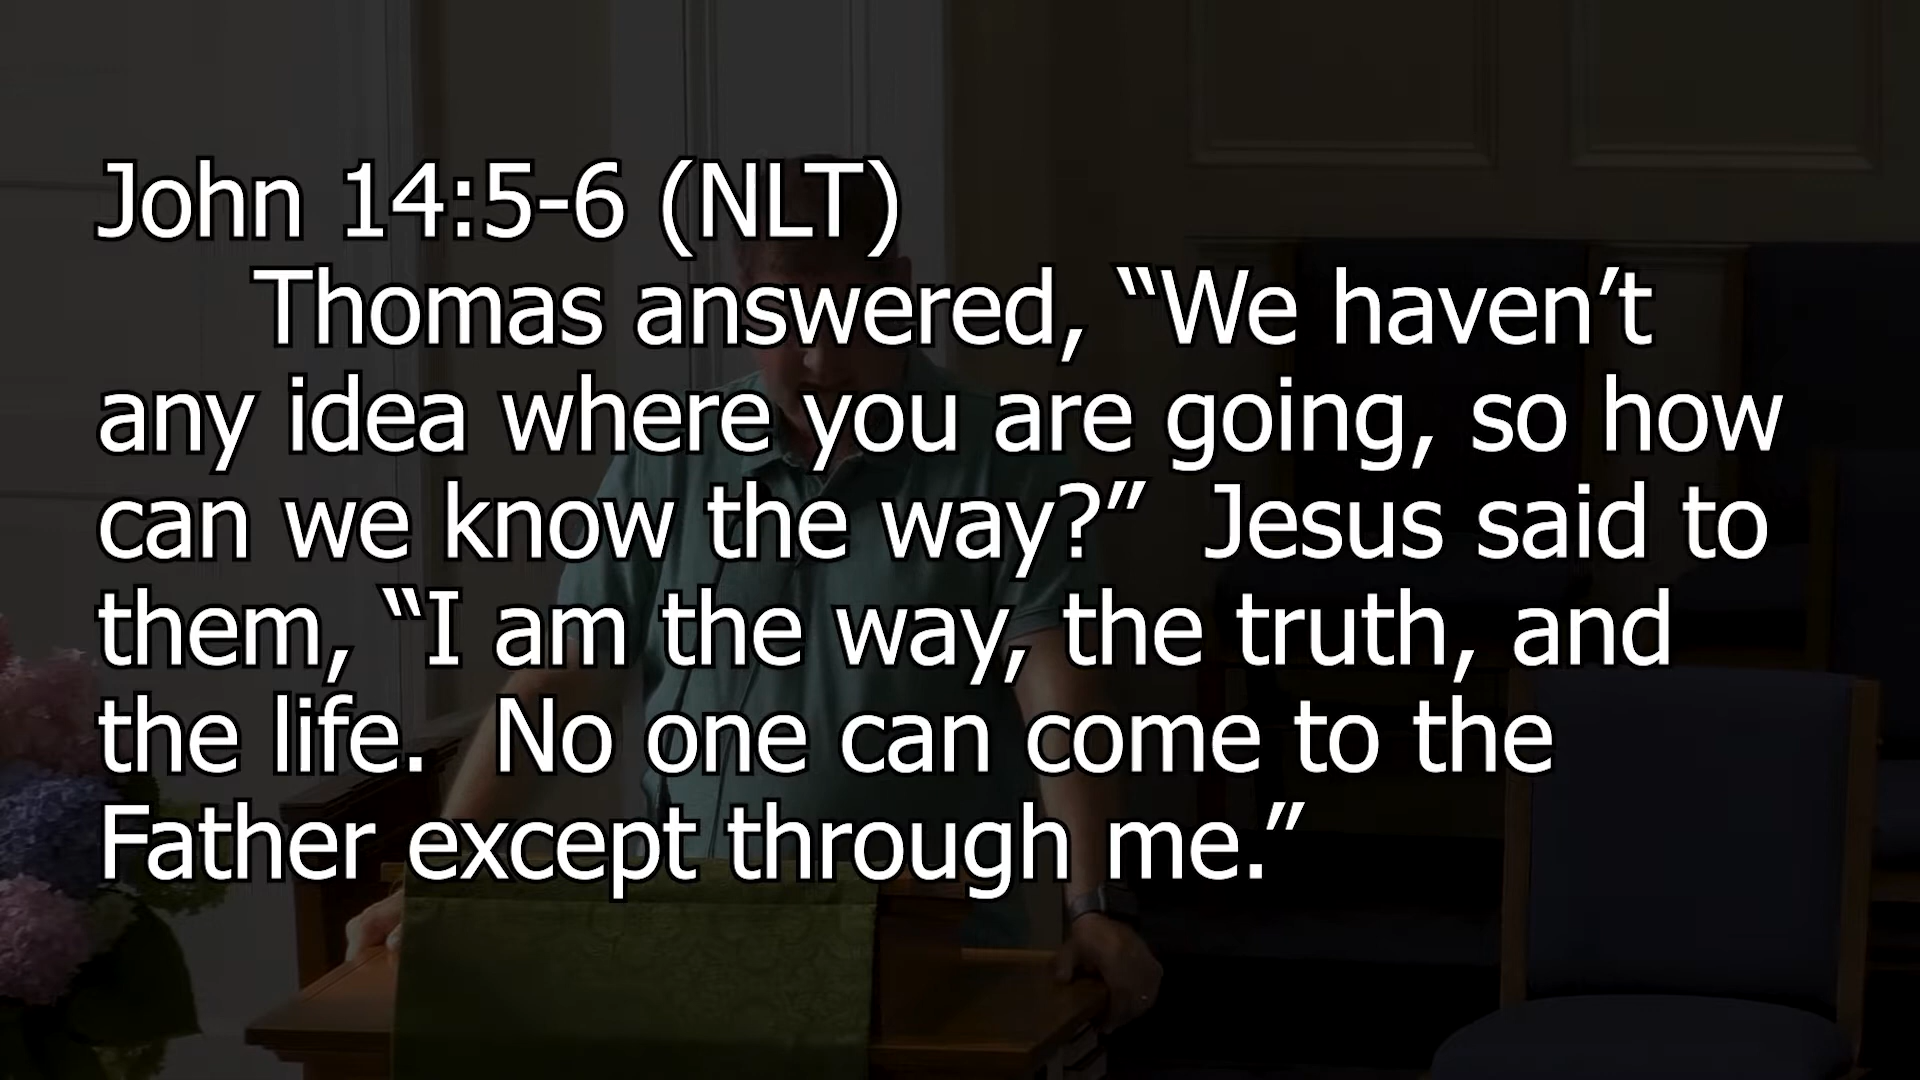 John 14:5-6 (NLT)
Thomas answered, “We haven’t
any idea where you are going, so how
can we know the way?”  Jesus said to
them, “I am the way, the truth, and
the life.  No one can come to the
Father except through me.”